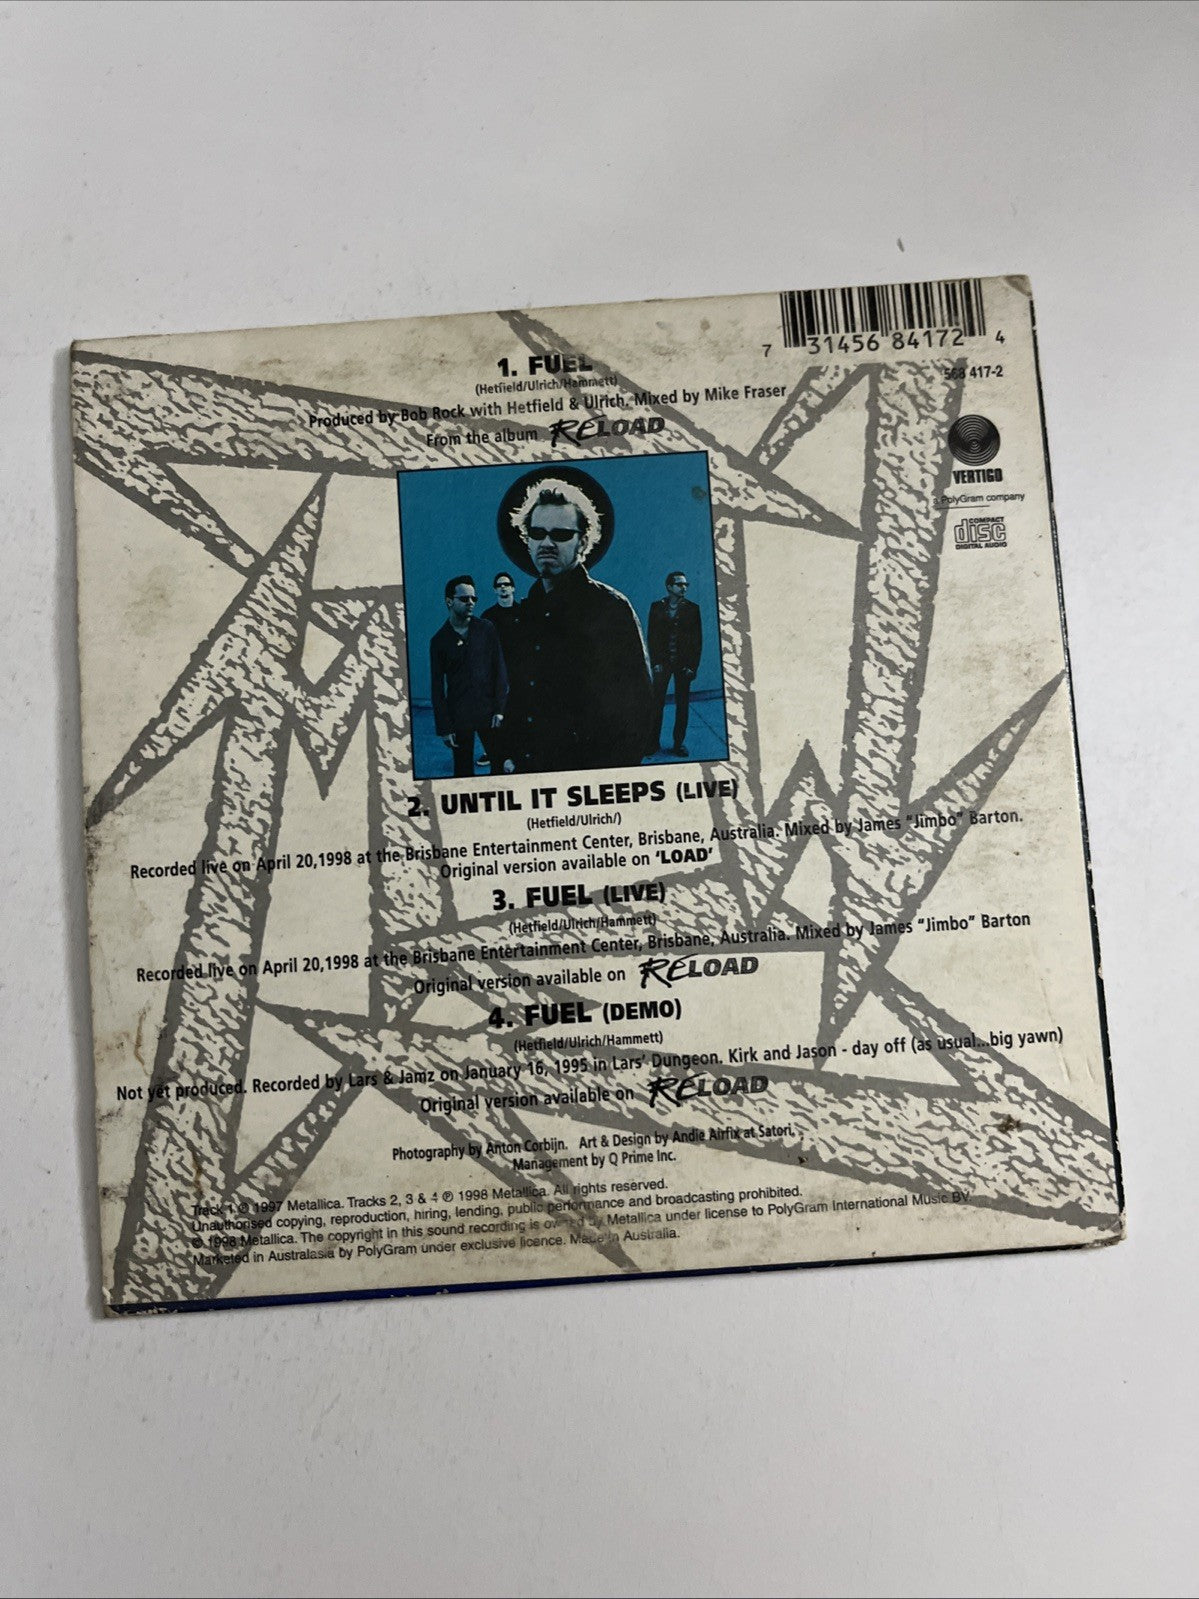 7 31456 84172 4
568 417-2
VERTIGO
a PolyGram company
COMPACT
disc
DIGITAL AUDIO
1. FUEL
(Hetfield/Ulrich/Hammett)
Produced by Bob Rock with Hetfield & Ulrich. Mixed by Mike Fraser
From the album RELOAD
2. UNTIL IT SLEEPS (LIVE)
(Hetfield/Ulrich/)
Recorded live on April 20,1998 at the Brisbane Entertainment Center, Brisbane, Australia. Mixed by James "Jimbo" Barton.
Original version available on 'LOAD'
3. FUEL (LIVE)
(Hetfield/Ulrich/Hammett)
Recorded live on April 20,1998 at the Brisbane Entertainment Center, Brisbane, Australia. Mixed by James "Jimbo" Barton
Original version available on RELOAD
4. FUEL (DEMO)
(Hetfield/Ulrich/Hammett)
Not yet produced. Recorded by Lars & Jamz on January 16, 1995 in Lars' Dungeon. Kirk and Jason - day off (as usual...big yawn)
Original version available on RELOAD
Photography by Anton Corbijn. Art & Design by Andie Airfix at Satori.
Management by Q Prime Inc.
Track 1 ℗ 1997 Metallica. Tracks 2, 3 & 4 ℗ 1998 Metallica. All rights reserved.
Unauthorised copying, reproduction, hiring, lending, public performance and broadcasting prohibited.
© 1998 Metallica. The copyright in this sound recording is owned by Metallica under license to PolyGram International Music BV.
Marketed in Australasia by PolyGram under exclusive licence. Made in Australia.